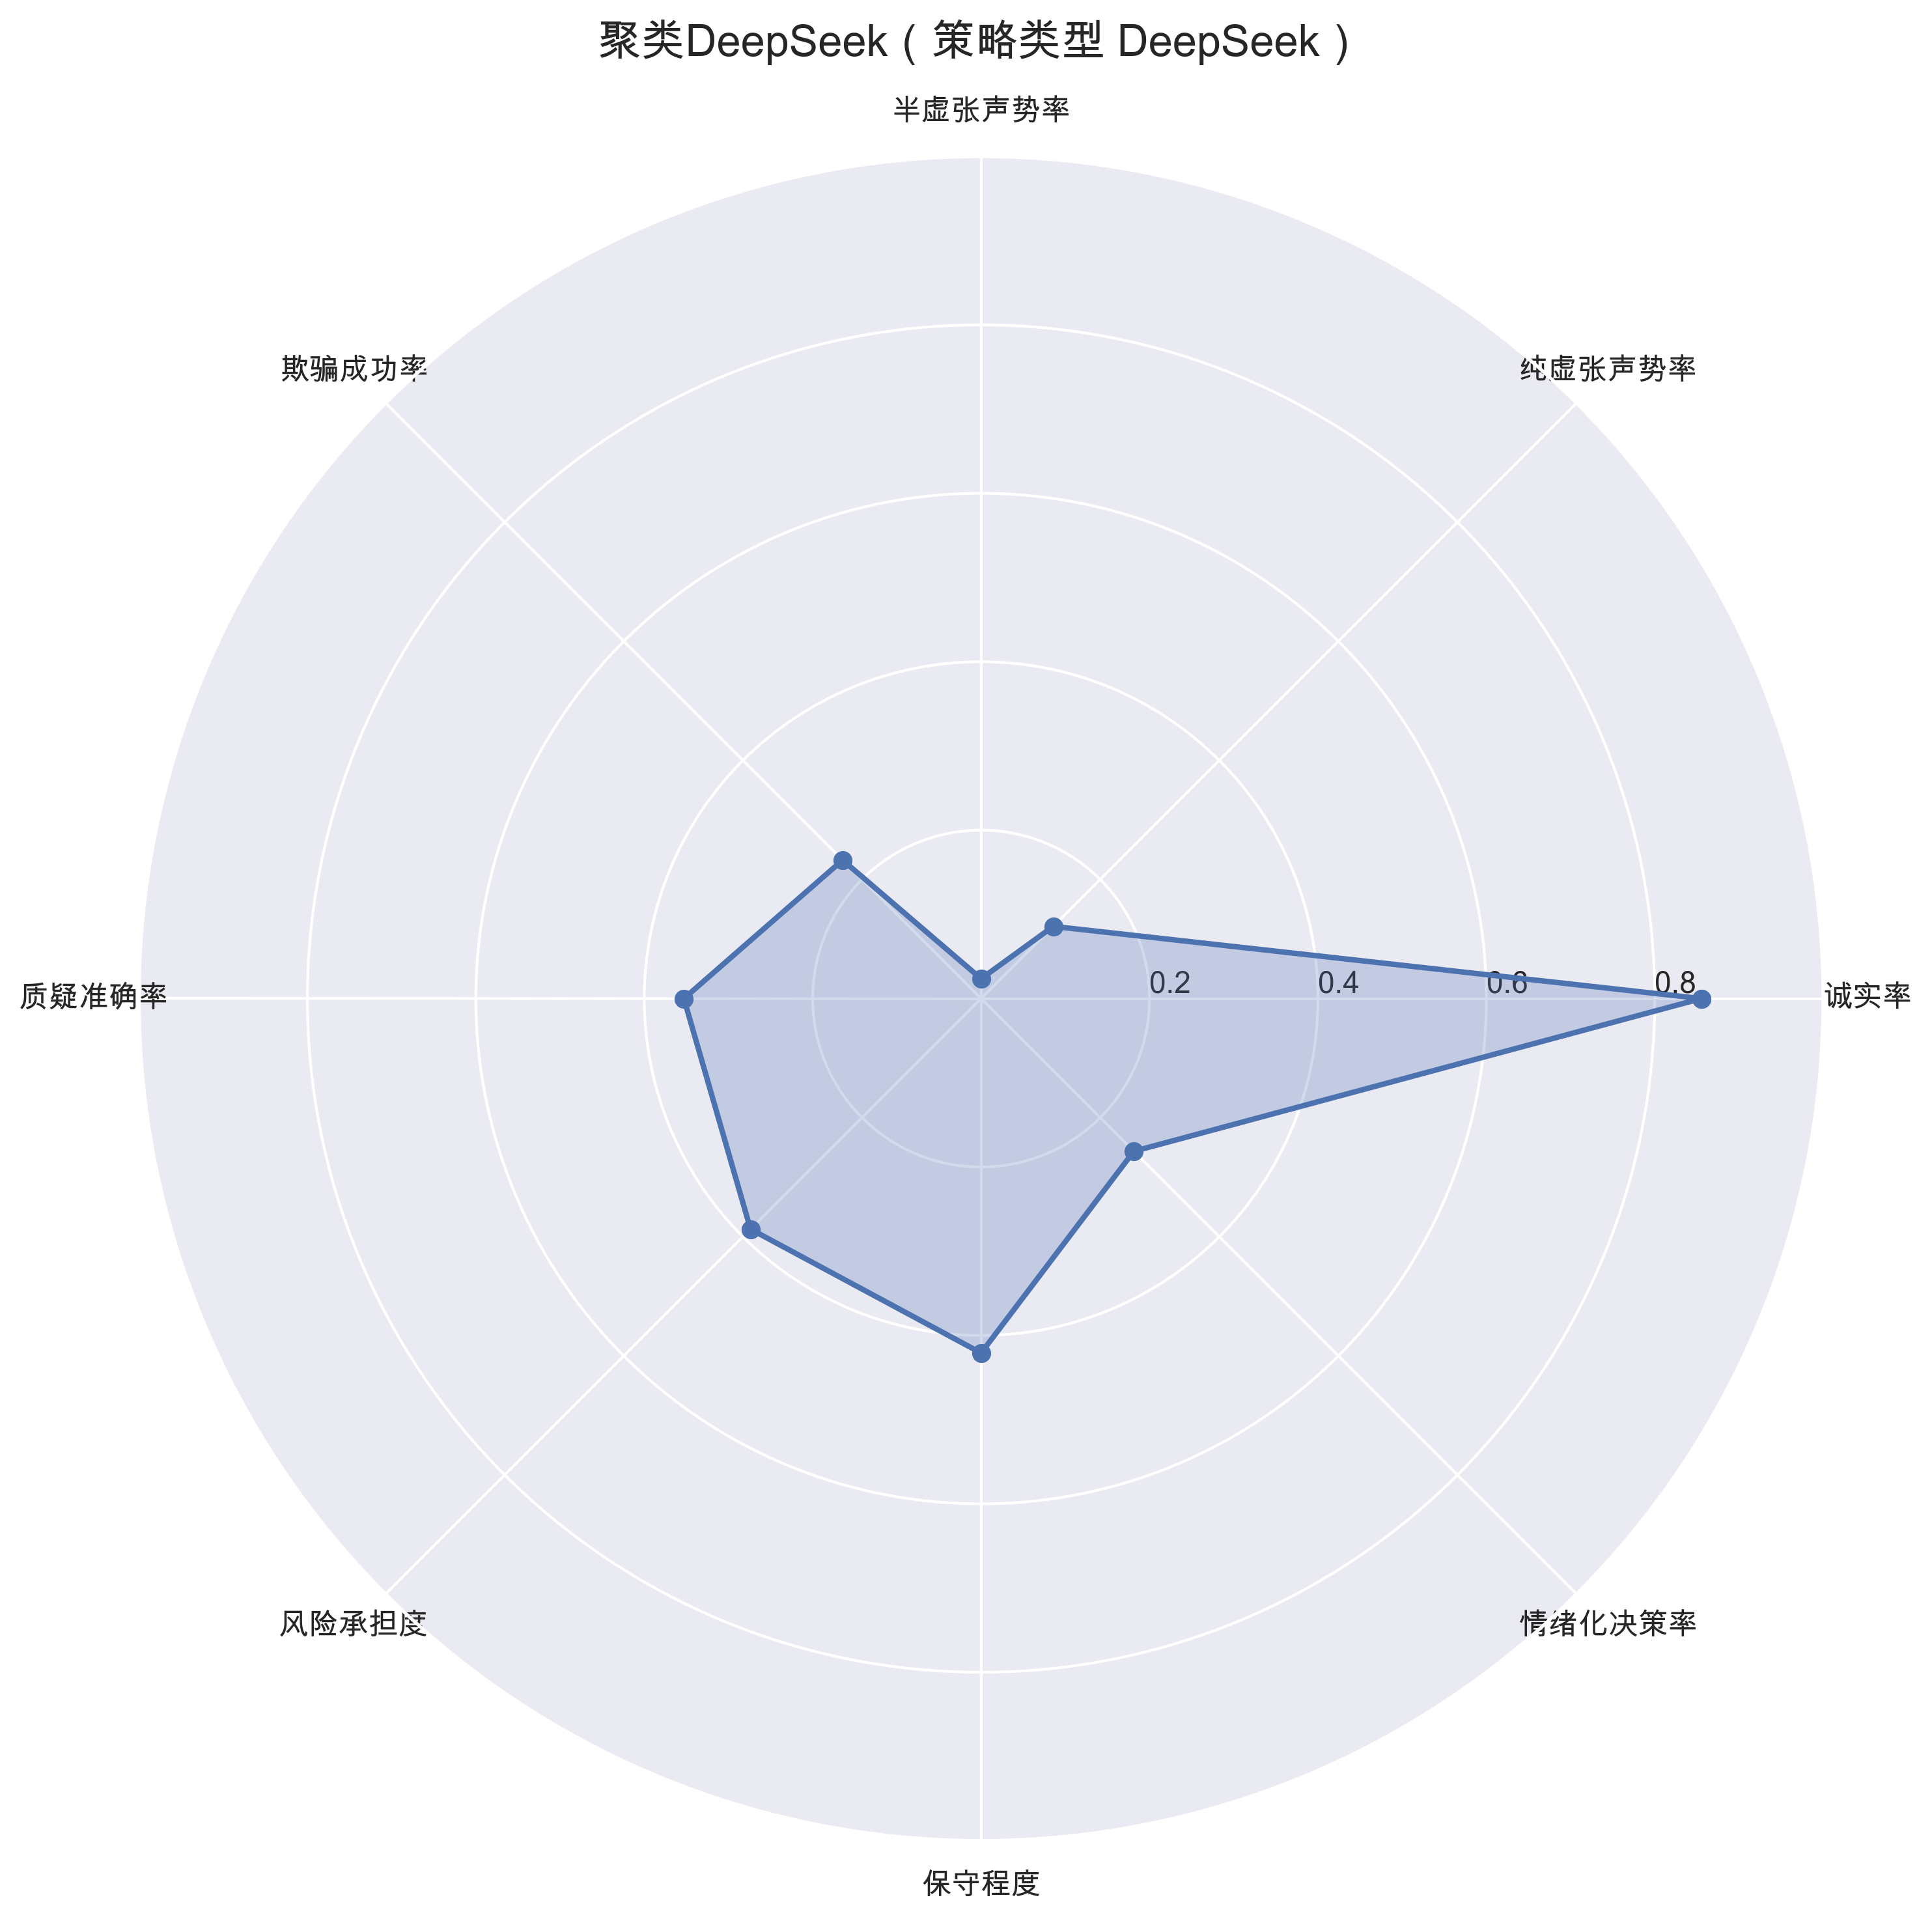 聚类DeepSeek（策略类型 DeepSeek）
半虚张声势率
欺骗成功率
纯虚张声势率
质疑准确率
0.2
0.4
0.6
0.8
诚实率
风险承担度
情绪化决策率
保守程度